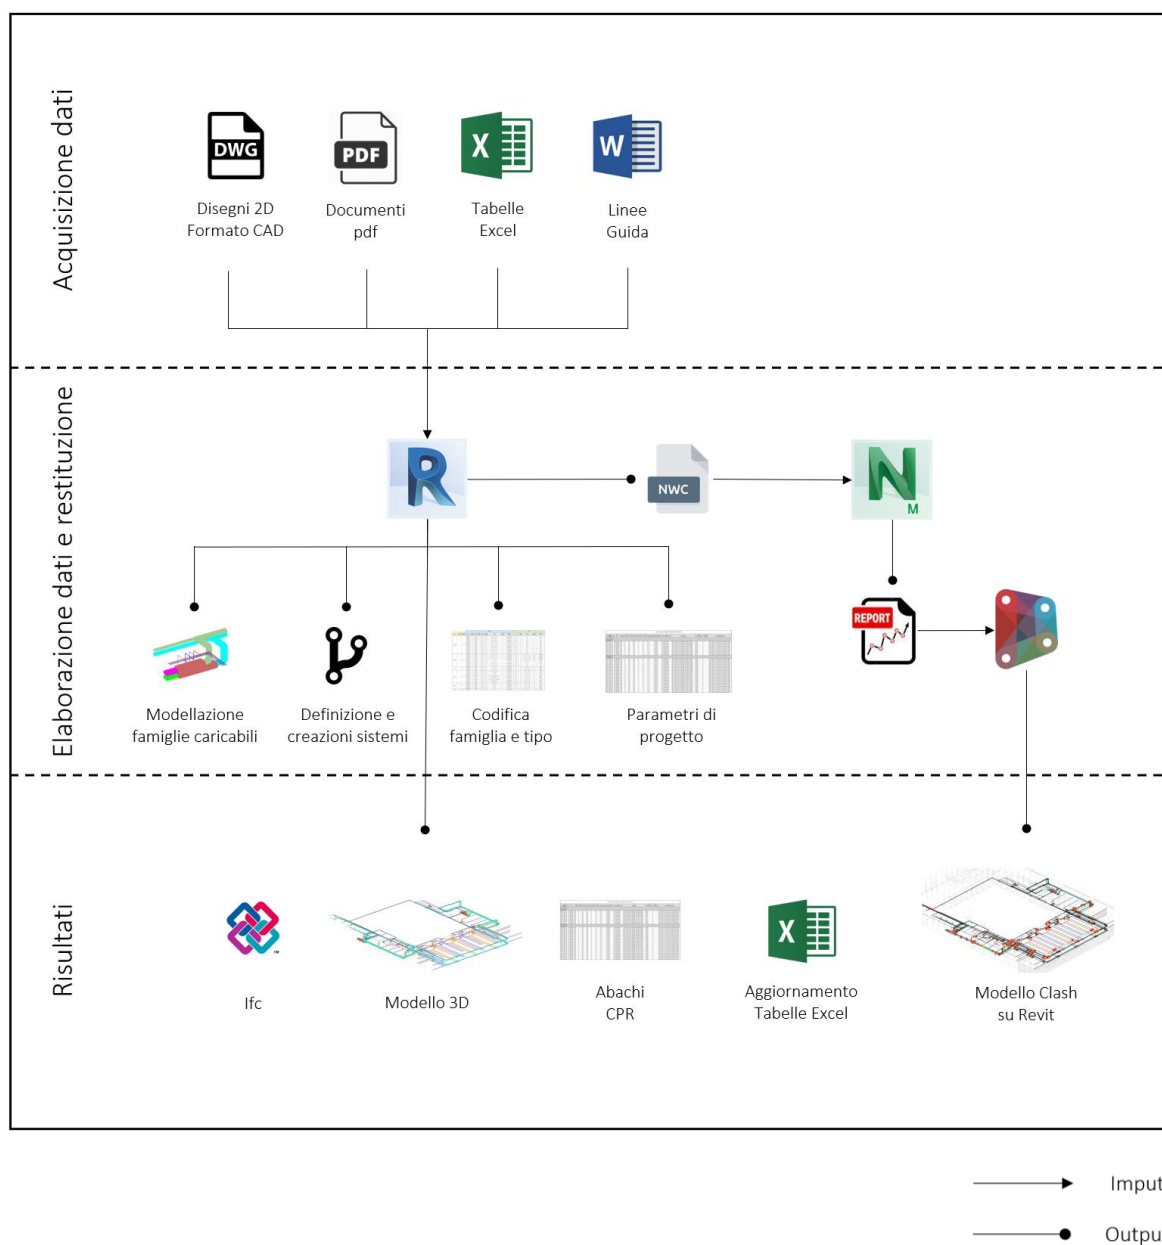 Acquisizione dati
DWG
PDF
X
W
Disegni 2D
Formato CAD
Documenti
pdf
Tabelle
Excel
Linee
Guida
Elaborazione dati e restituzione
R
NWC
N
M
REPORT
Modellazione
famiglie caricabili
Definizione e
creazioni sistemi
Codifica
famiglia e tipo
Parametri di
progetto
Risultati
X
TM
Ifc
Modello 3D
Abachi
CPR
Aggiornamento
Tabelle Excel
Modello Clash
su Revit
Imput
Outpu